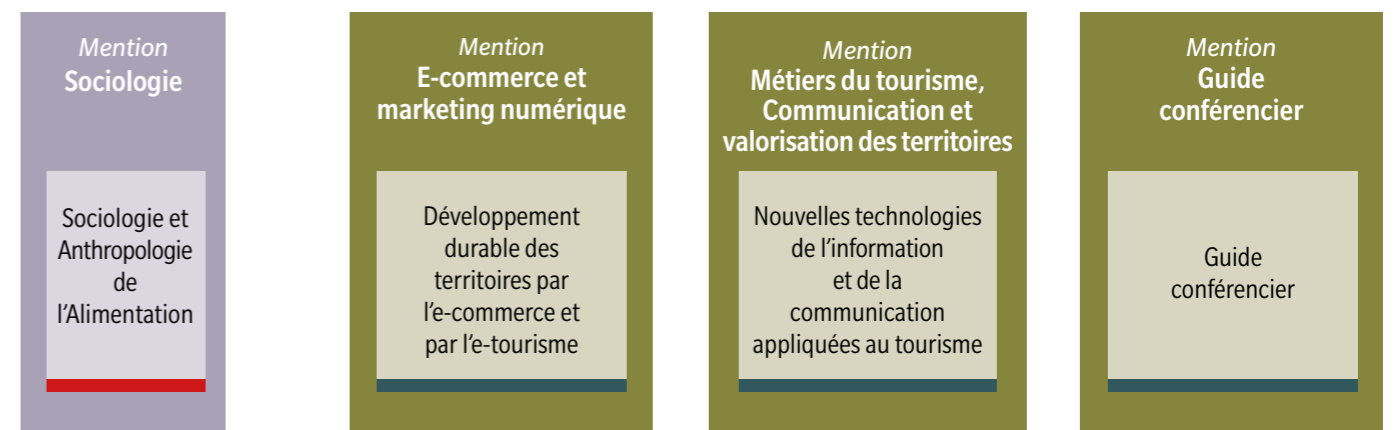 Mention
Sociologie
Sociologie et
Anthropologie
de
l'Alimentation
Mention
E-commerce et
marketing numérique
Développement
durable des
territoires par
l'e-commerce et
par l'e-tourisme
Mention
Métiers du tourisme,
Communication et
valorisation des territoires
Nouvelles technologies
de l'information
et de la
communication
appliquées au tourisme
Mention
Guide
conférencier
Guide
conférencier